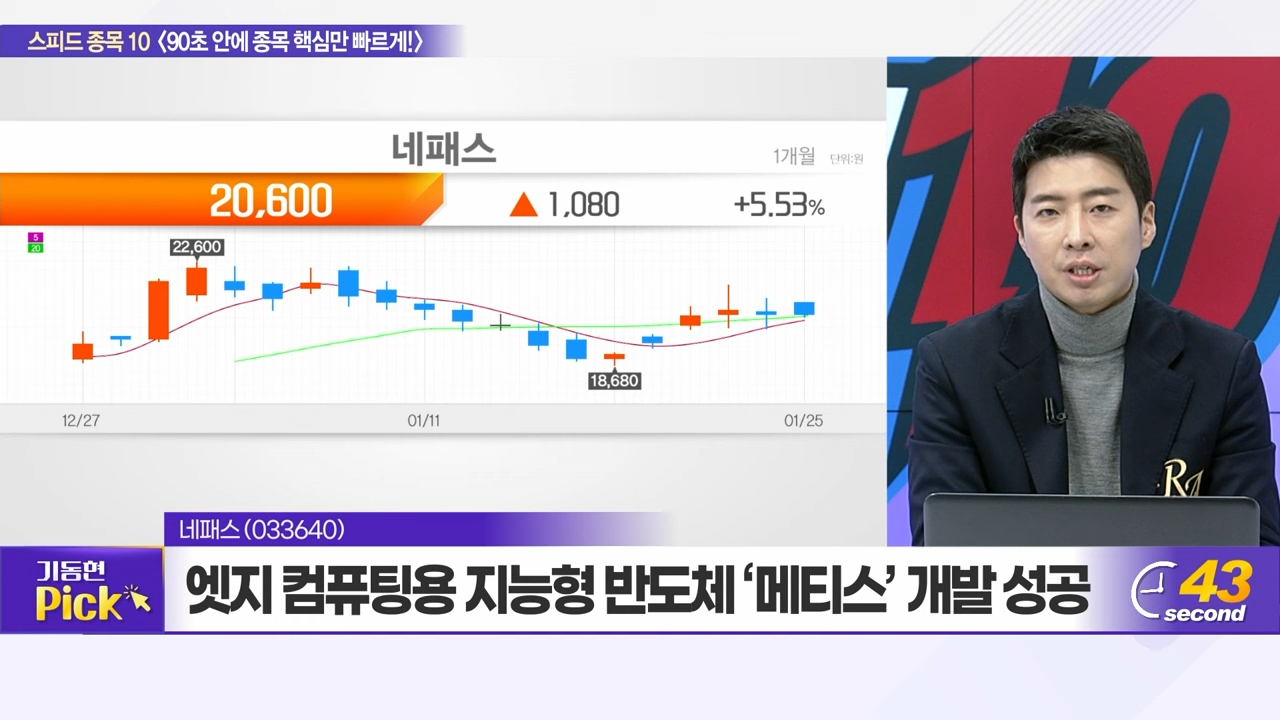 스피드 종목 10 〈90초 안에 종목 핵심만 빠르게!〉
네패스
1개월 단위:원
20,600 ▲ 1,080 +5.53%
5
20
22,600
18,680
12/27 01/11 01/25
네패스(033640)
기동현
Pick
엣지 컴퓨팅용 지능형 반도체 ‘메티스’ 개발 성공
43
second
10